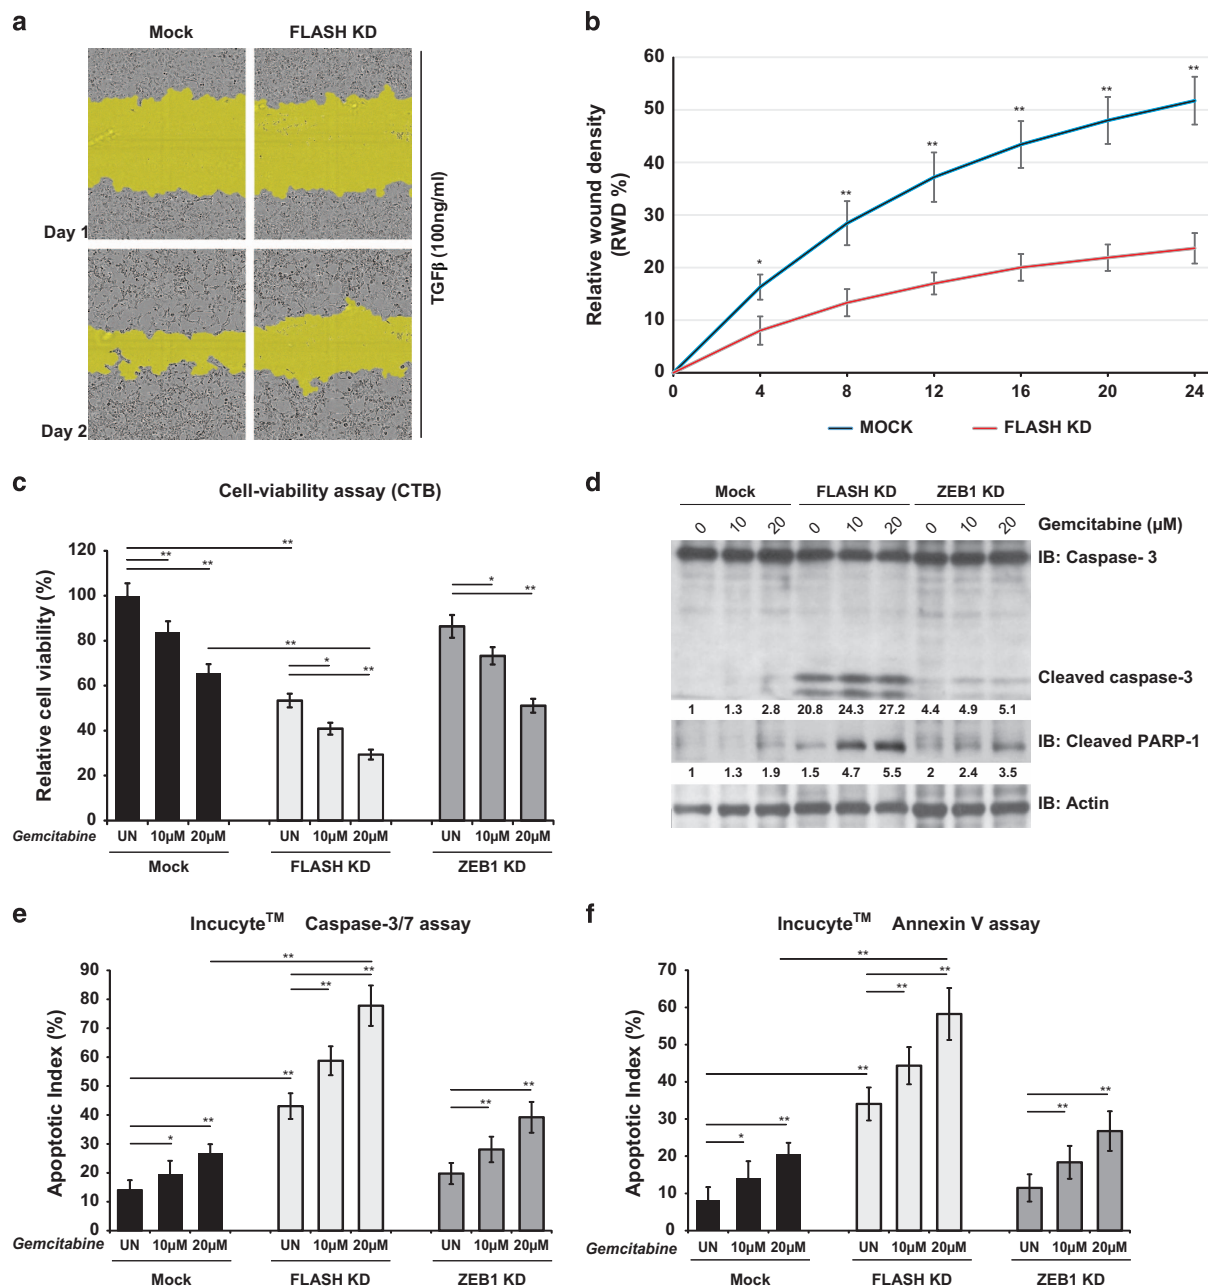 a
Mock FLASH KD
Day 1
Day 2
TGFβ (100ng/ml)
b
Relative wound density
(RWD %)
60
50
40
30
20
10
0
0 4 8 12 16 20 24
* ** ** ** ** **
MOCK FLASH KD
c
Cell-viability assay (CTB)
Relative cell viability (%)
120
100
80
60
40
20
0
**
**
**
**
*
**
*
**
Gemcitabine UN 10µM 20µM UN 10µM 20µM UN 10µM 20µM
Mock FLASH KD ZEB1 KD
d
Mock FLASH KD ZEB1 KD
0 10 20 0 10 20 0 10 20 Gemcitabine (µM)
IB: Caspase- 3
Cleaved caspase-3
1 1.3 2.8 20.8 24.3 27.2 4.4 4.9 5.1
IB: Cleaved PARP-1
1 1.3 1.9 1.5 4.7 5.5 2 2.4 3.5
IB: Actin
e
Incucyte™ Caspase-3/7 assay
Apoptotic Index (%)
90
80
70
60
50
40
30
20
10
0
**
**
**
**
**
*
**
**
Gemcitabine UN 10µM 20µM UN 10µM 20µM UN 10µM 20µM
Mock FLASH KD ZEB1 KD
f
Incucyte™ Annexin V assay
Apoptotic Index (%)
70
60
50
40
30
20
10
0
**
**
**
**
**
*
**
**
Gemcitabine UN 10µM 20µM UN 10µM 20µM UN 10µM 20µM
Mock FLASH KD ZEB1 KD